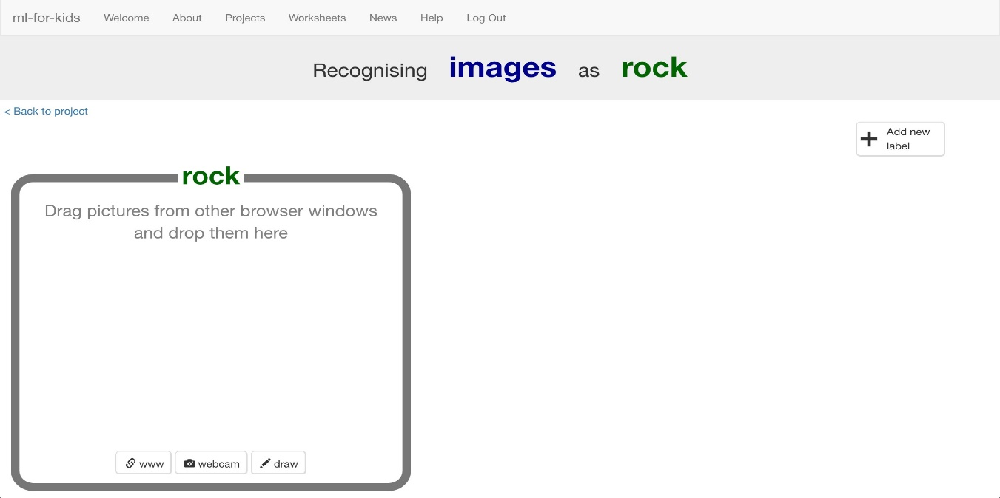 ml-for-kids Welcome About Projects Worksheets News Help Log Out
Recognising images as rock
< Back to project
Add new
label
rock
Drag pictures from other browser windows
and drop them here
www webcam draw